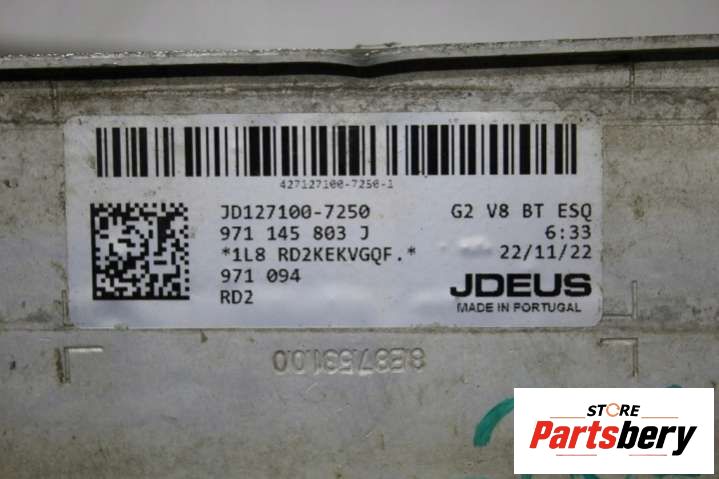 427127100-7250-1
JD127100-7250
G2 V8 BT ESQ
971 145 803 J
6:33
*1L8 RD2KEKVGQF.*
22/11/22
971 094
JDEUS
RD2
MADE IN PORTUGAL
STORE
Partsbery